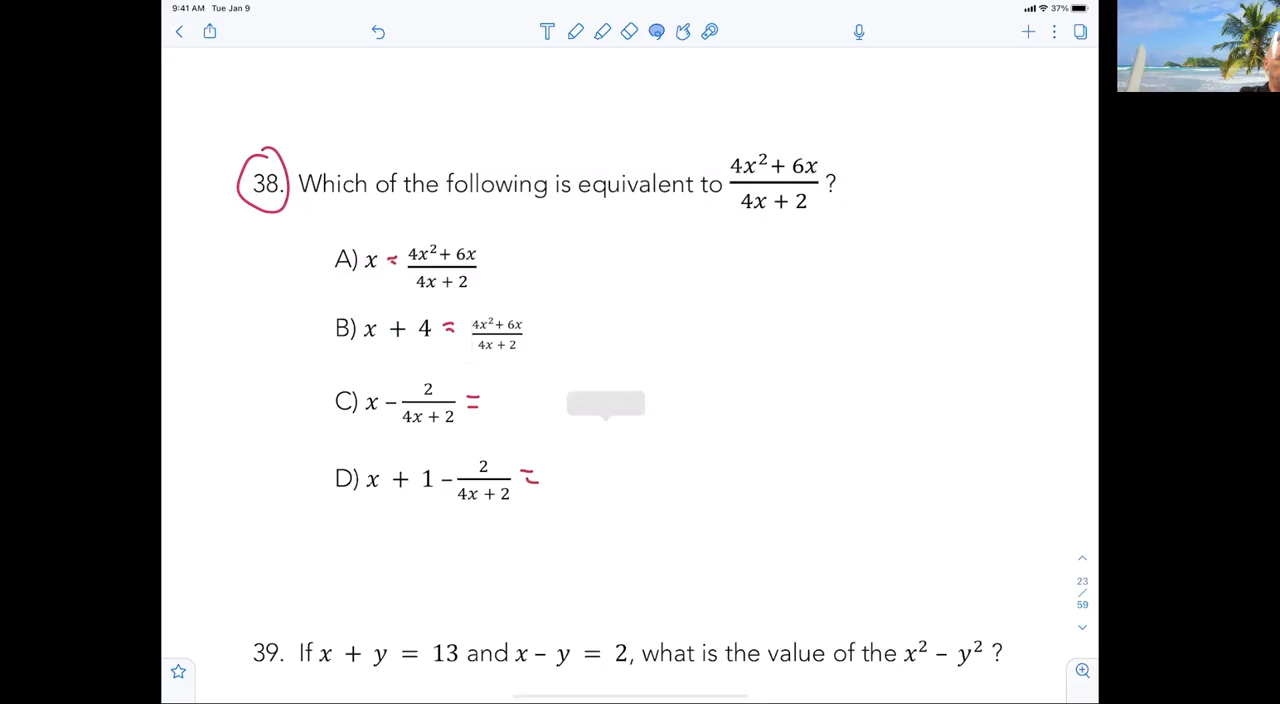 9:41 AM Tue Jan 9 37%
38. Which of the following is equivalent to (4x² + 6x)/(4x + 2) ?
A) x = (4x² + 6x)/(4x + 2)
B) x + 4 = (4x² + 6x)/(4x + 2)
C) x – 2/(4x + 2) =
D) x + 1 – 2/(4x + 2) =
23
/
59
39. If x + y = 13 and x – y = 2, what is the value of the x² – y² ?